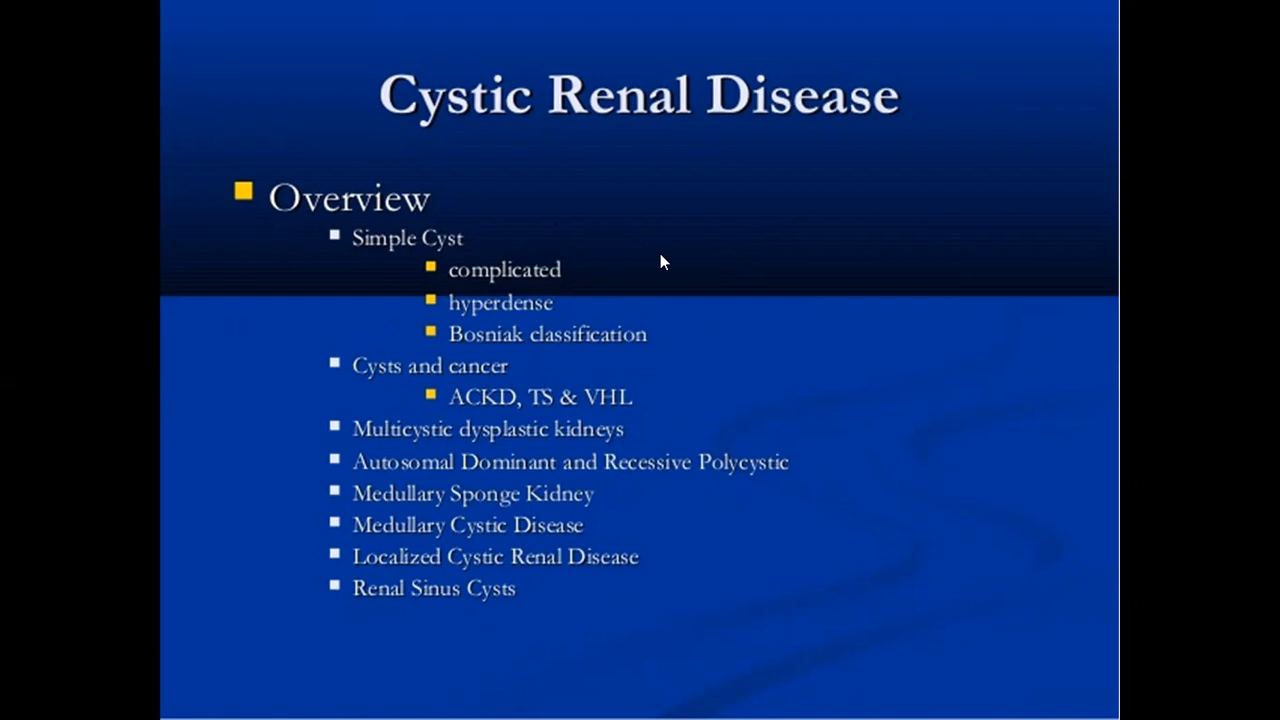 Cystic Renal Disease
Overview
Simple Cyst
complicated
hyperdense
Bosniak classification
Cysts and cancer
ACKD, TS & VHL
Multicystic dysplastic kidneys
Autosomal Dominant and Recessive Polycystic
Medullary Sponge Kidney
Medullary Cystic Disease
Localized Cystic Renal Disease
Renal Sinus Cysts